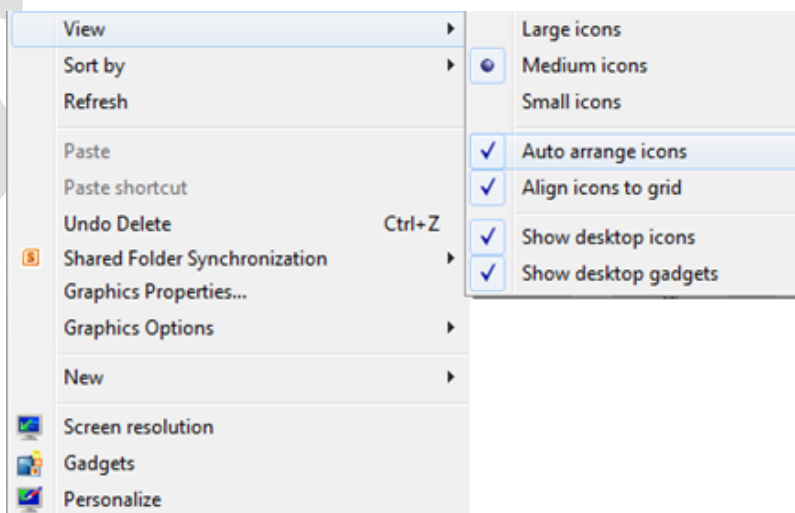 View
Sort by
Refresh
Paste
Paste shortcut
Undo Delete Ctrl+Z
Shared Folder Synchronization
Graphics Properties...
Graphics Options
New
Screen resolution
Gadgets
Personalize
Large icons
Medium icons
Small icons
Auto arrange icons
Align icons to grid
Show desktop icons
Show desktop gadgets